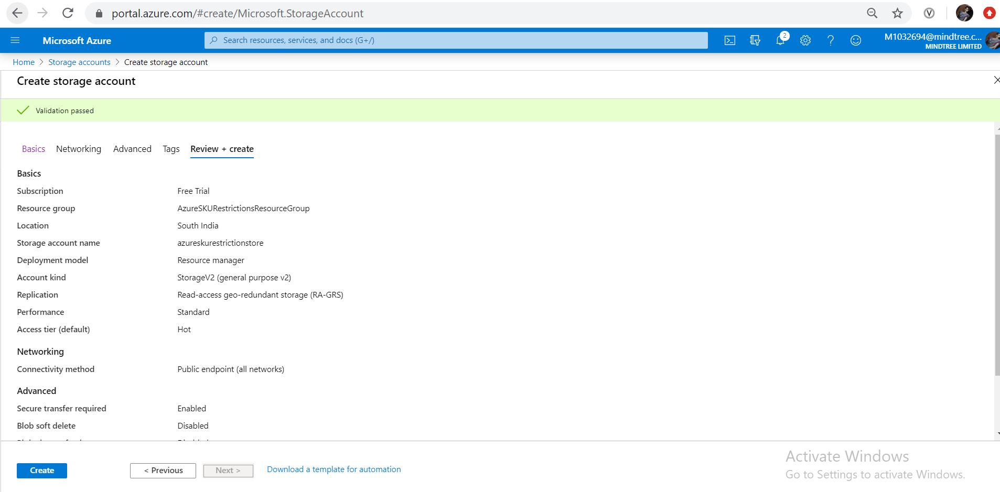 portal.azure.com/#create/Microsoft.StorageAccount
Microsoft Azure
Search resources, services, and docs (G+/)
2
M1032694@mindtree.c...
MINDTREE LIMITED
Home > Storage accounts > Create storage account
Create storage account
Validation passed
Basics Networking Advanced Tags Review + create
Basics
Subscription Free Trial
Resource group AzureSKURestrictionsResourceGroup
Location South India
Storage account name azureskurestrictionstore
Deployment model Resource manager
Account kind StorageV2 (general purpose v2)
Replication Read-access geo-redundant storage (RA-GRS)
Performance Standard
Access tier (default) Hot
Networking
Connectivity method Public endpoint (all networks)
Advanced
Secure transfer required Enabled
Blob soft delete Disabled
Create < Previous Next > Download a template for automation
Activate Windows
Go to Settings to activate Windows.